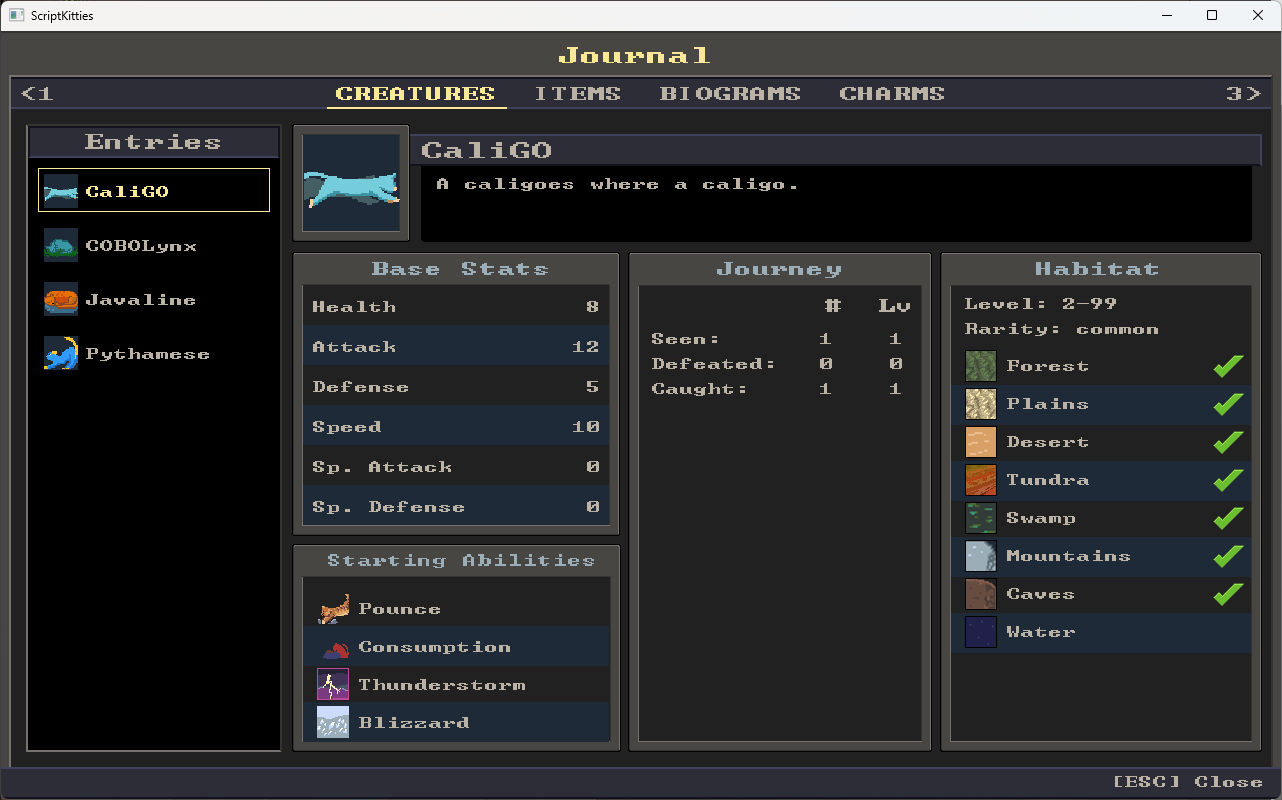 ScriptKitties
Journal
<1 CREATURES ITEMS BIOGRAMS CHARMS 3>
Entries
CaliGO
COBOLynx
Javaline
Pythamese
CaliGO
A caligoes where a caligo.
Base Stats
Health 8
Attack 12
Defense 5
Speed 10
Sp. Attack 0
Sp. Defense 0
Starting Abilities
Pounce
Consumption
Thunderstorm
Blizzard
Journey
# Lv
Seen: 1 1
Defeated: 0 0
Caught: 1 1
Habitat
Level: 2-99
Rarity: common
Forest
Plains
Desert
Tundra
Swamp
Mountains
Caves
Water
[ESC] Close